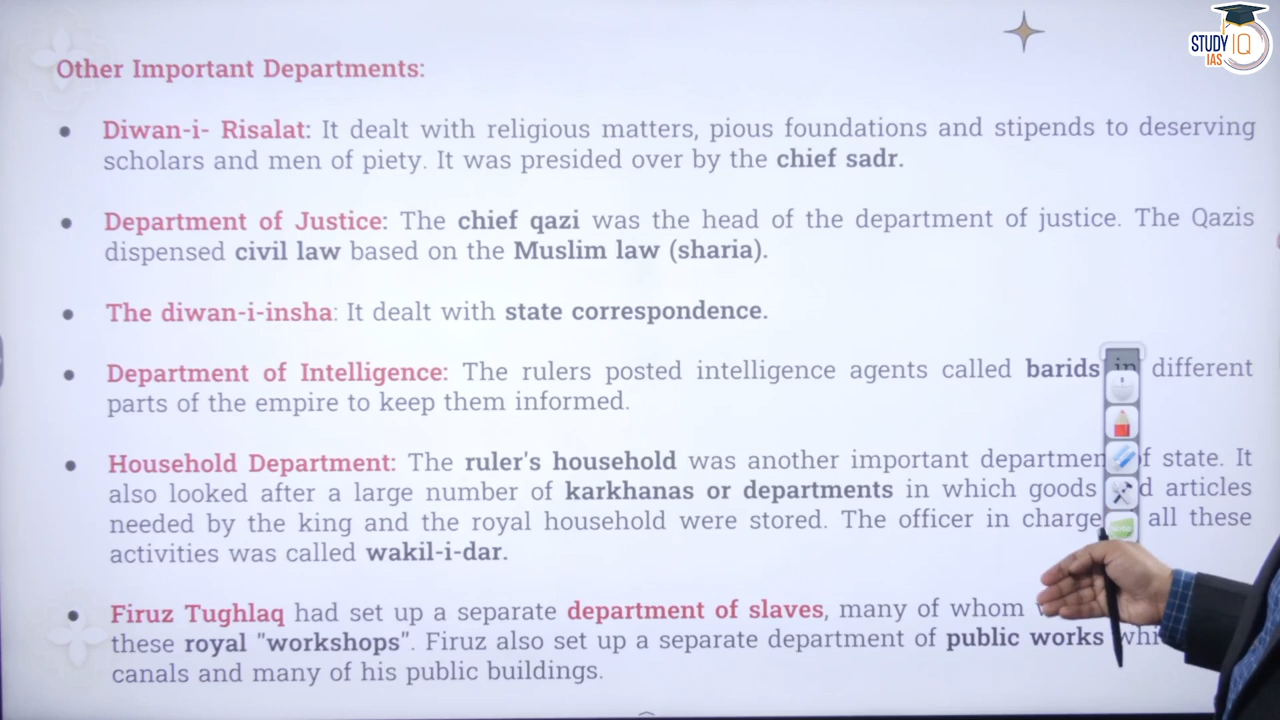 STUDY IQ
IAS
Other Important Departments:
Diwan-i- Risalat: It dealt with religious matters, pious foundations and stipends to deserving
scholars and men of piety. It was presided over by the chief sadr.
Department of Justice: The chief qazi was the head of the department of justice. The Qazis
dispensed civil law based on the Muslim law (sharia).
The diwan-i-insha: It dealt with state correspondence.
Department of Intelligence: The rulers posted intelligence agents called barids in different
parts of the empire to keep them informed.
Household Department: The ruler's household was another important departmen f state. It
also looked after a large number of karkhanas or departments in which goods d articles
needed by the king and the royal household were stored. The officer in charge all these
activities was called wakil-i-dar.
Firuz Tughlaq had set up a separate department of slaves, many of whom
these royal "workshops". Firuz also set up a separate department of public works
canals and many of his public buildings.